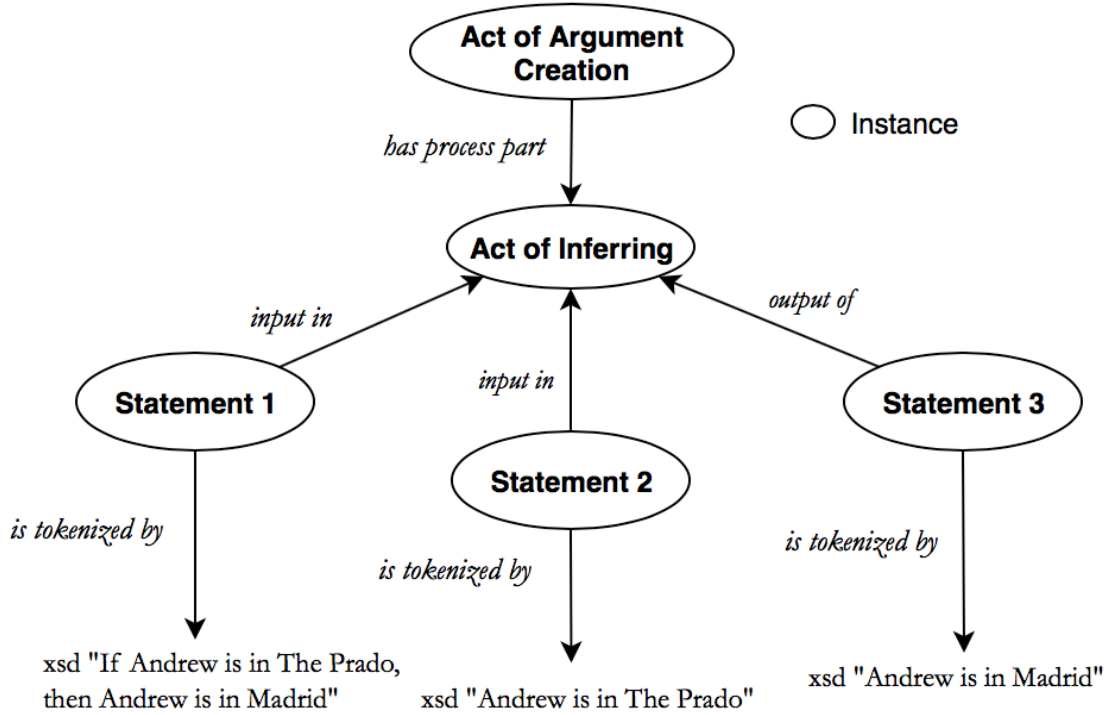 Act of Argument
Creation
Instance
has process part
Act of Inferring
input in
output of
input in
Statement 1
Statement 3
Statement 2
is tokenized by
is tokenized by
is tokenized by
xsd "If Andrew is in The Prado,
then Andrew is in Madrid"
xsd "Andrew is in The Prado"
xsd "Andrew is in Madrid"